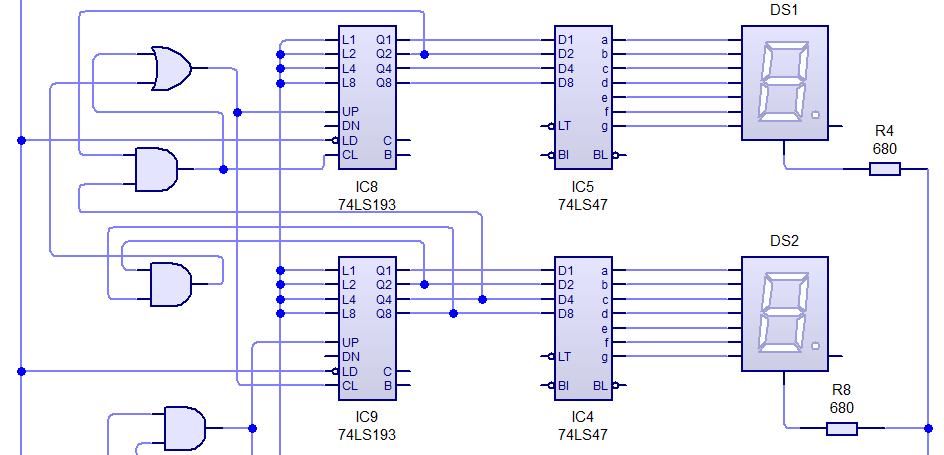 DS1
L1 Q1 D1 a
L2 Q2 D2 b
L4 Q4 D4 c
L8 Q8 D8 d
e
UP f
DN LT g
LD C
CL B BI BL
R4
680
IC8 IC5
74LS193 74LS47
DS2
L1 Q1 D1 a
L2 Q2 D2 b
L4 Q4 D4 c
L8 Q8 D8 d
e
UP f
DN LT g
LD C
CL B BI BL
R8
680
IC9 IC4
74LS193 74LS47